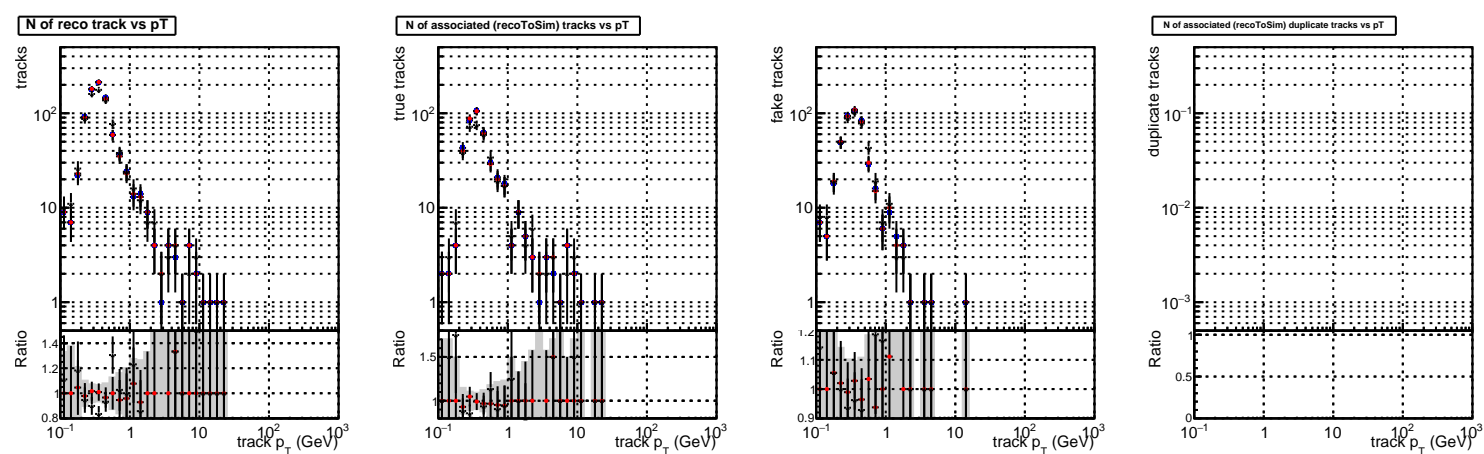 N of reco track vs pT
tracks
10²
10
1
Ratio
1.4
1.2
1
0.8
10⁻¹ 1 10 10² 10³
track p_T (GeV)
N of associated (recoToSim) tracks vs pT
true tracks
10²
10
1
Ratio
1.5
1
10⁻¹ 1 10 10² 10³
track p_T (GeV)
fake tracks
10²
10
1
Ratio
1.2
1.1
1
0.9
10⁻¹ 1 10 10² 10³
track p_T (GeV)
N of associated (recoToSim) duplicate tracks vs pT
duplicate tracks
10⁻¹
10⁻²
10⁻³
Ratio
1
0.5
0
10⁻¹ 1 10 10² 10³
track p_T (GeV)